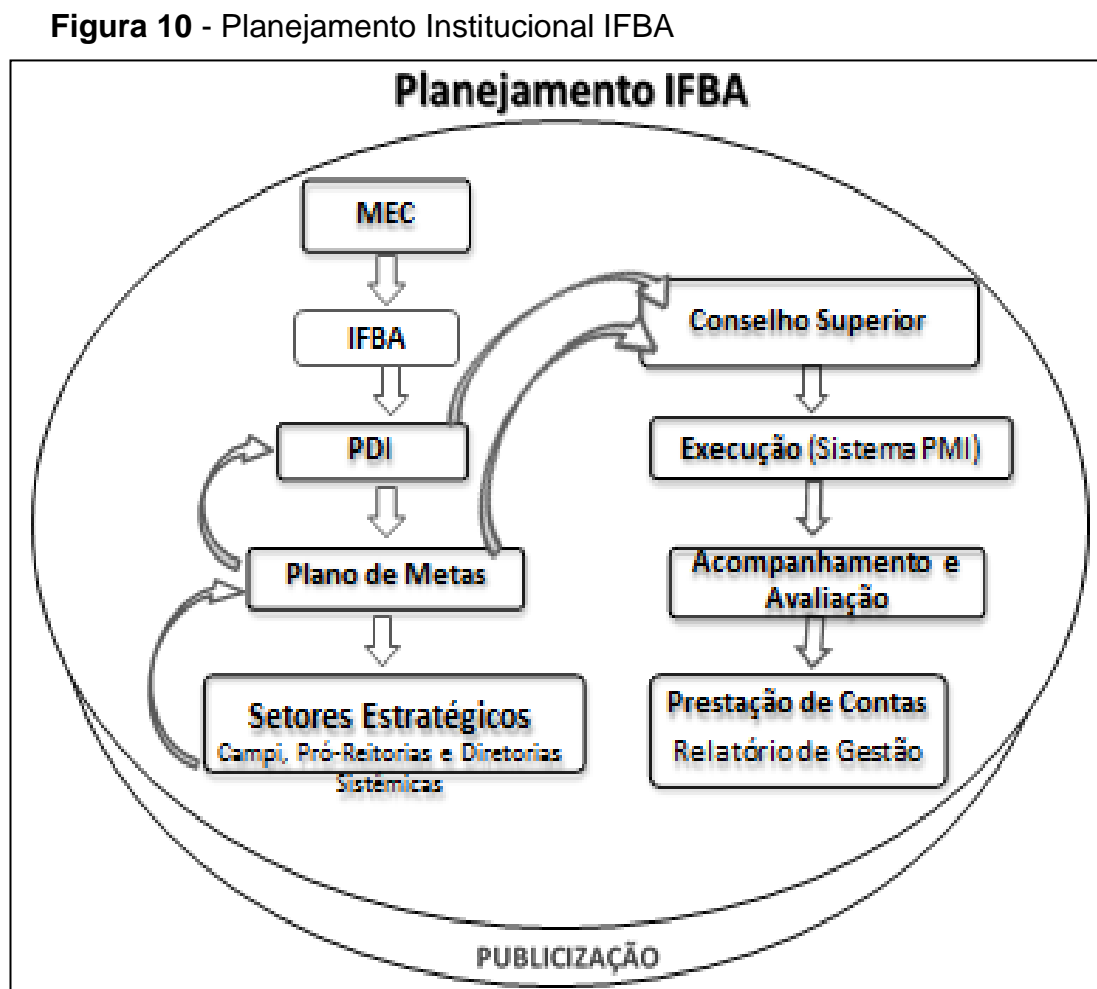 Figura 10 - Planejamento Institucional IFBA
Planejamento IFBA
MEC
IFBA
PDI
Plano de Metas
Setores Estratégicos
Campi, Pró-Reitorias e Diretorias
Sistêmicas
Conselho Superior
Execução (Sistema PMI)
Acompanhamento e
Avaliação
Prestação de Contas
Relatório de Gestão
PUBLICIZAÇÃO